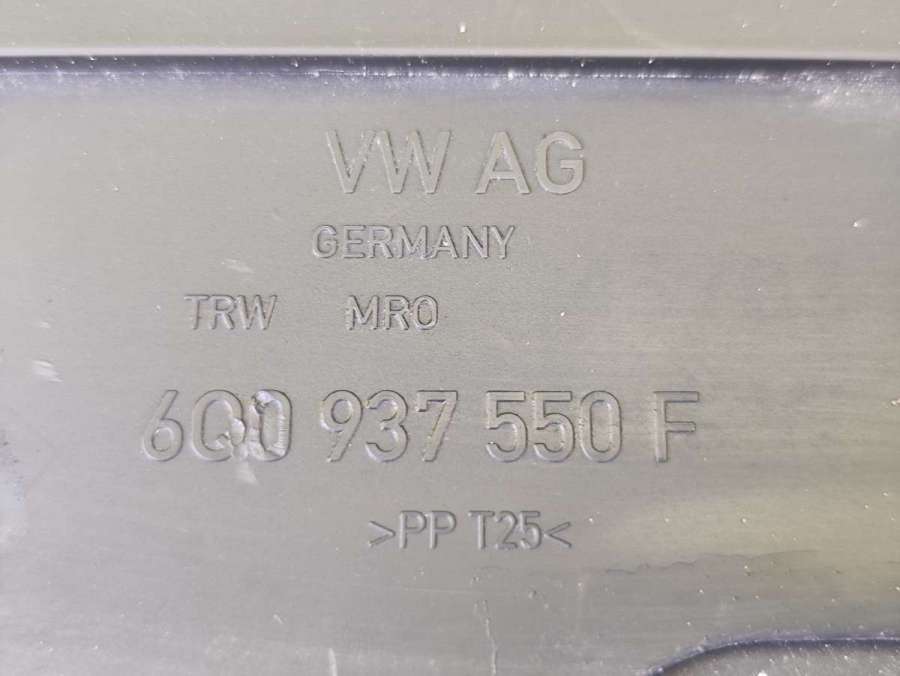 VW AG
GERMANY
TRW MRO
6Q0 937 550 F
>PP T25<